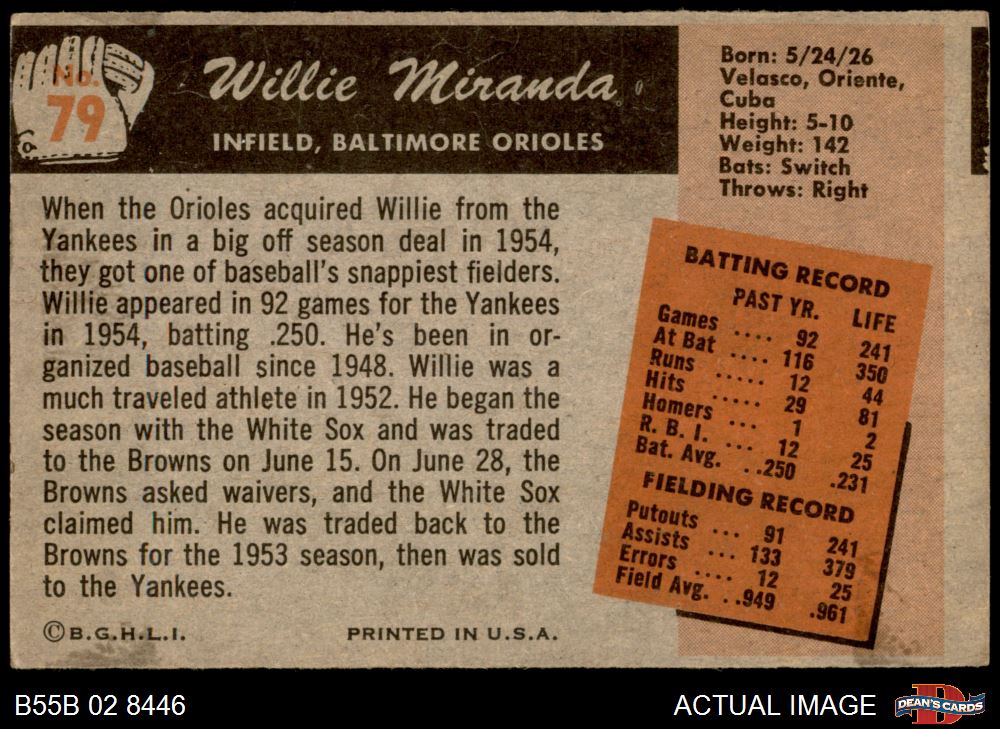 No.
79
Willie Miranda
INFIELD, BALTIMORE ORIOLES
Born: 5/24/26
Velasco, Oriente,
Cuba
Height: 5-10
Weight: 142
Bats: Switch
Throws: Right
When the Orioles acquired Willie from the
Yankees in a big off season deal in 1954,
they got one of baseball's snappiest fielders.
Willie appeared in 92 games for the Yankees
in 1954, batting .250. He's been in or-
ganized baseball since 1948. Willie was a
much traveled athlete in 1952. He began the
season with the White Sox and was traded
to the Browns on June 15. On June 28, the
Browns asked waivers, and the White Sox
claimed him. He was traded back to the
Browns for the 1953 season, then was sold
to the Yankees.
BATTING RECORD
PAST YR. LIFE
Games .... 92 241
At Bat .... 116 350
Runs ..... 12 44
Hits ..... 29 81
Homers ... 1 2
R. B. I. ... 12 25
Bat. Avg. ..250 .231
FIELDING RECORD
Putouts ... 91 241
Assists ... 133 379
Errors .... 12 25
Field Avg. ..949 .961
©B.G.H.L.I. PRINTED IN U.S.A.
B55B 02 8446 ACTUAL IMAGE D DEAN'S CARDS